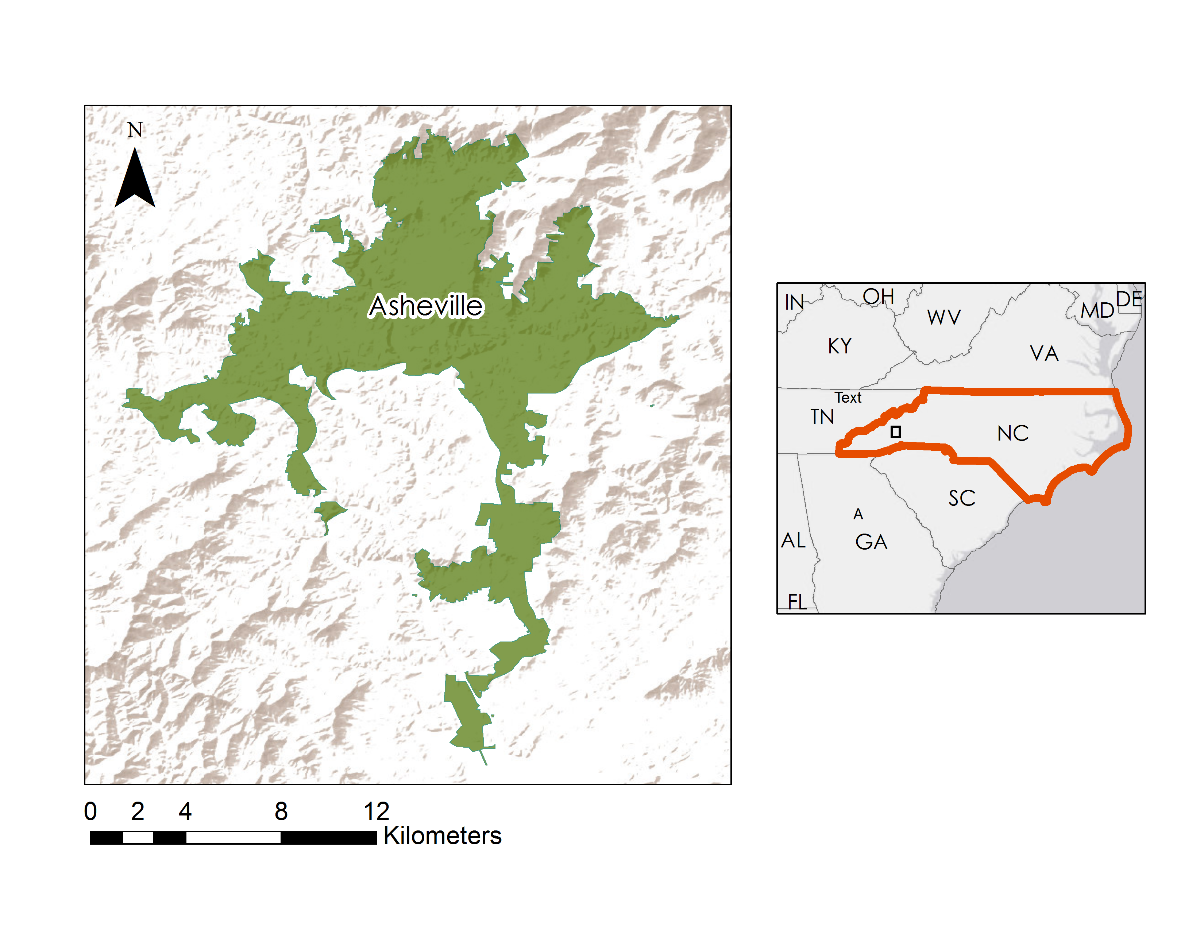 N
Asheville
0 2 4 8 12
Kilometers
IN OH WV MD DE
KY VA
Text
TN NC
SC
A
AL GA
FL